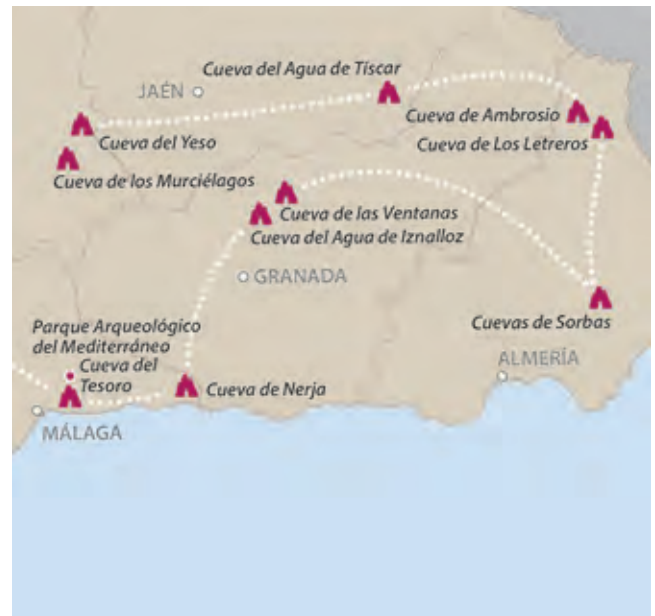 Cueva del Agua de Tíscar
JAÉN
Cueva de Ambrosio
Cueva del Yeso
Cueva de Los Letreros
Cueva de los Murciélagos
Cueva de las Ventanas
Cueva del Agua de Iznalloz
GRANADA
Cuevas de Sorbas
Parque Arqueológico
del Mediterráneo
Cueva del
Tesoro
ALMERÍA
Cueva de Nerja
MÁLAGA